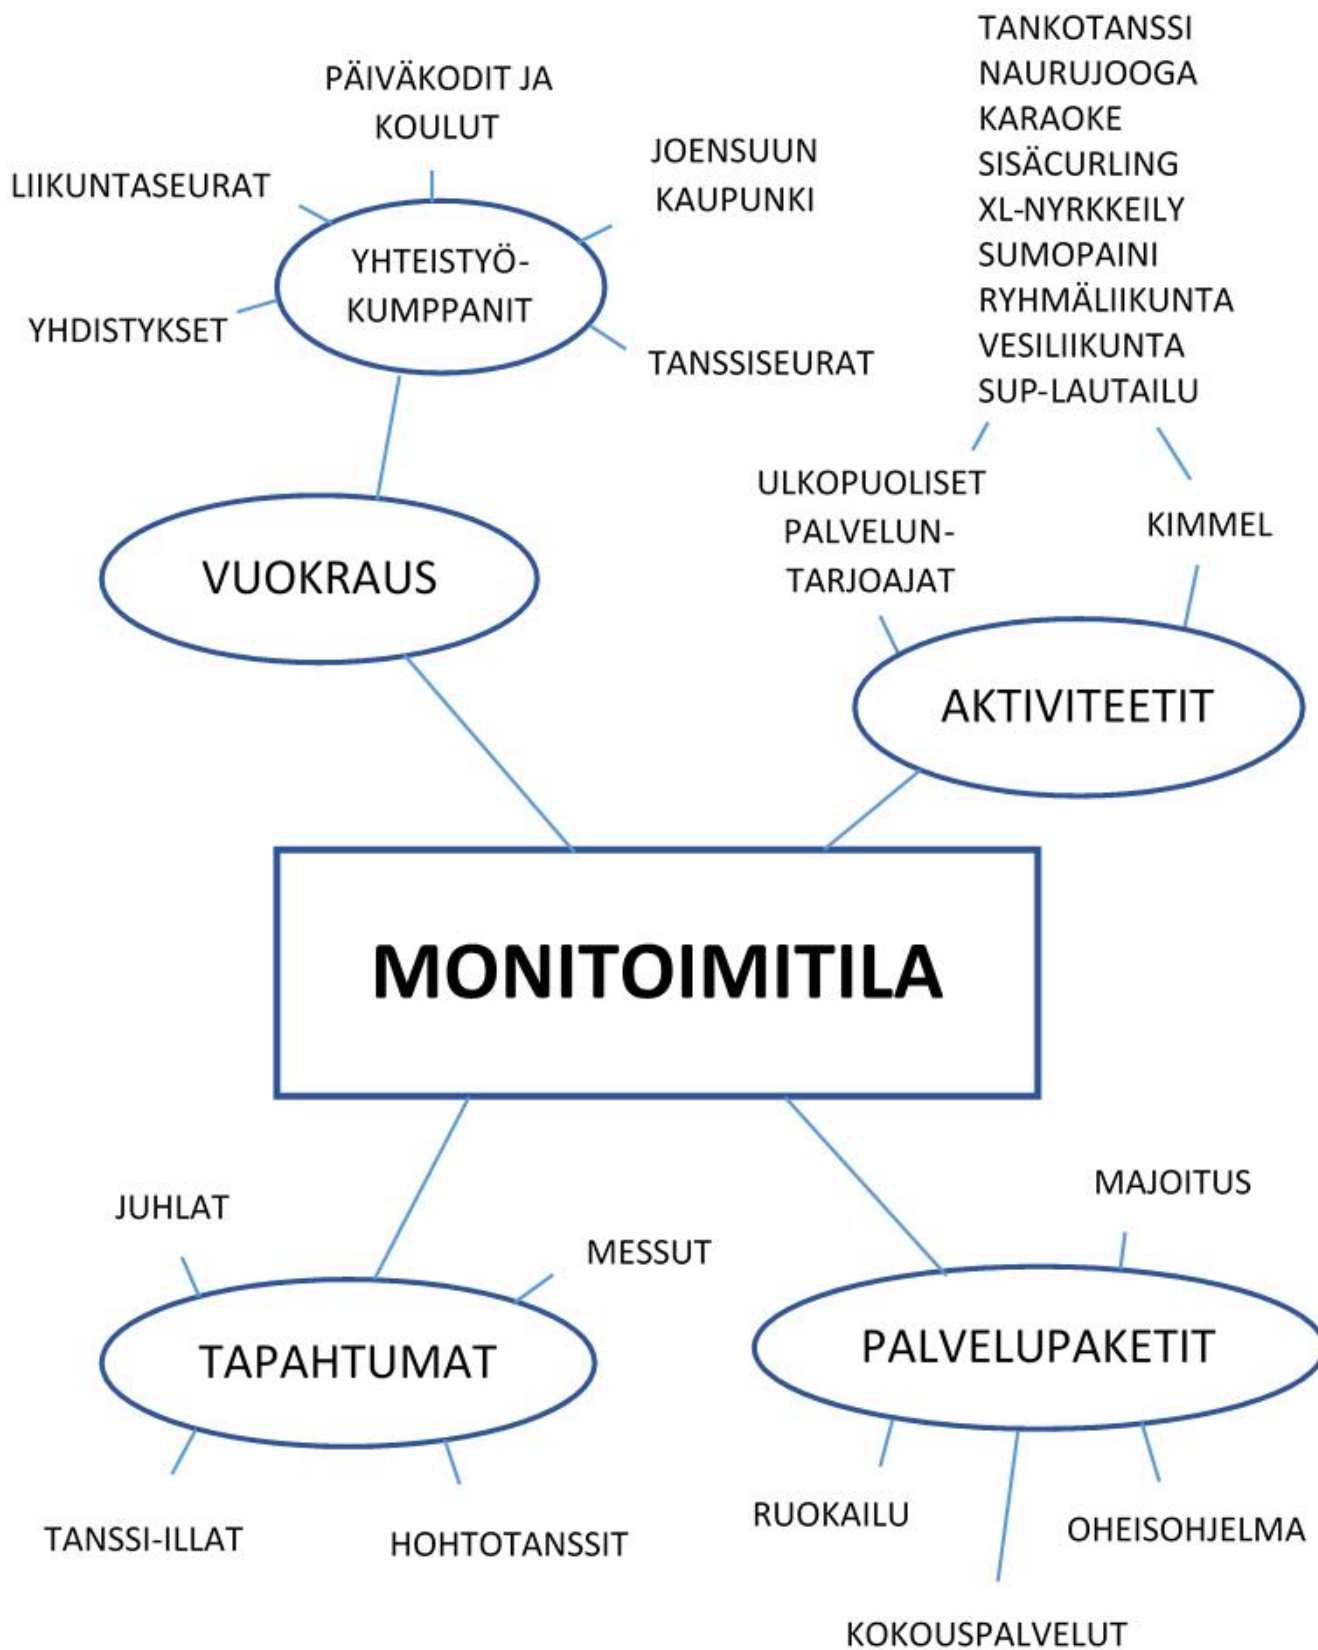 TANKOTANSSI
NAURUJOOGA
KARAOKE
SISÄCURLING
XL-NYRKKEILY
SUMOPAINI
RYHMÄLIIKUNTA
VESILIIKUNTA
SUP-LAUTAILU
PÄIVÄKODIT JA
KOULUT
JOENSUUN
KAUPUNKI
LIIKUNTASEURAT
YHTEISTYÖ-
KUMPPANIT
YHDISTYKSET
TANSSISEURAT
ULKOPUOLISET
PALVELUN-
TARJOAJAT
KIMMEL
VUOKRAUS
AKTIVITEETIT
MONITOIMITILA
JUHLAT
MESSUT
MAJOITUS
TAPAHTUMAT
PALVELUPAKETIT
TANSSI-ILLAT
HOHTOTANSSIT
RUOKAILU
OHEISOHJELMA
KOKOUSPALVELUT